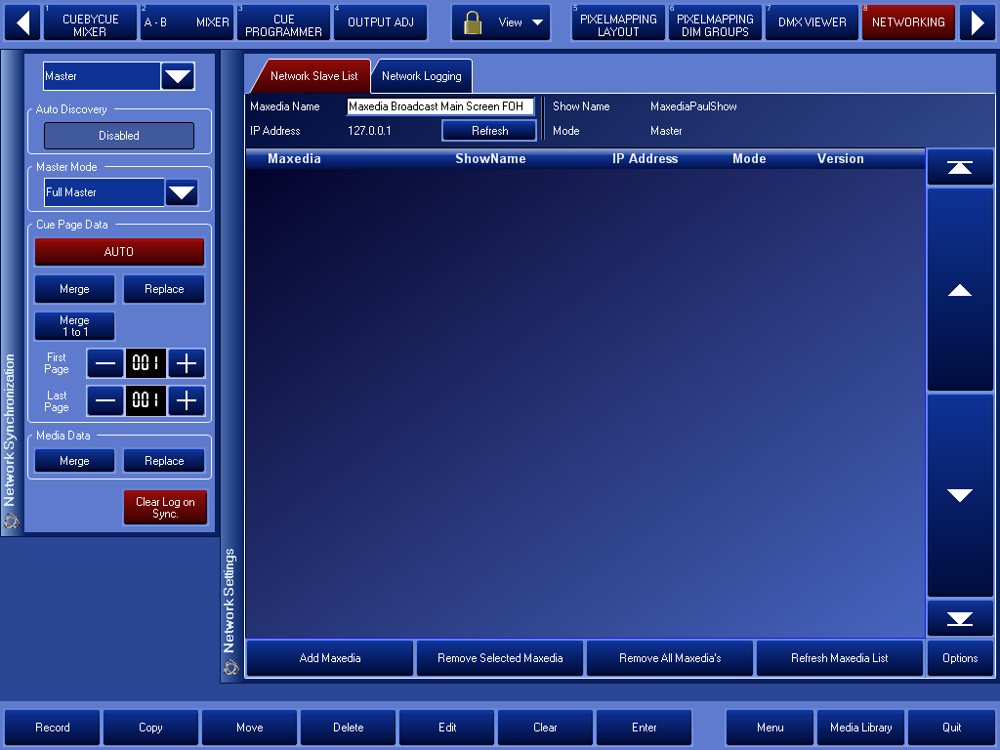 1 CUEBYCUE
MIXER
2 A - B MIXER
3 CUE
PROGRAMMER
4 OUTPUT ADJ
View
5 PIXELMAPPING
LAYOUT
6 PIXELMAPPING
DIM GROUPS
7 DMX VIEWER
8 NETWORKING
Master
Auto Discovery
Disabled
Master Mode
Full Master
Cue Page Data
AUTO
Merge Replace
Merge
1 to 1
First
Page
001
Last
Page
001
Media Data
Merge Replace
Clear Log on
Sync.
Network Synchronization
Network Slave List Network Logging
Maxedia Name Maxedia Broadcast Main Screen FOH Show Name MaxediaPaulShow
IP Address 127.0.0.1 Refresh Mode Master
Maxedia ShowName IP Address Mode Version
Network Settings
Add Maxedia Remove Selected Maxedia Remove All Maxedia's Refresh Maxedia List Options
Record Copy Move Delete Edit Clear Enter Menu Media Library Quit